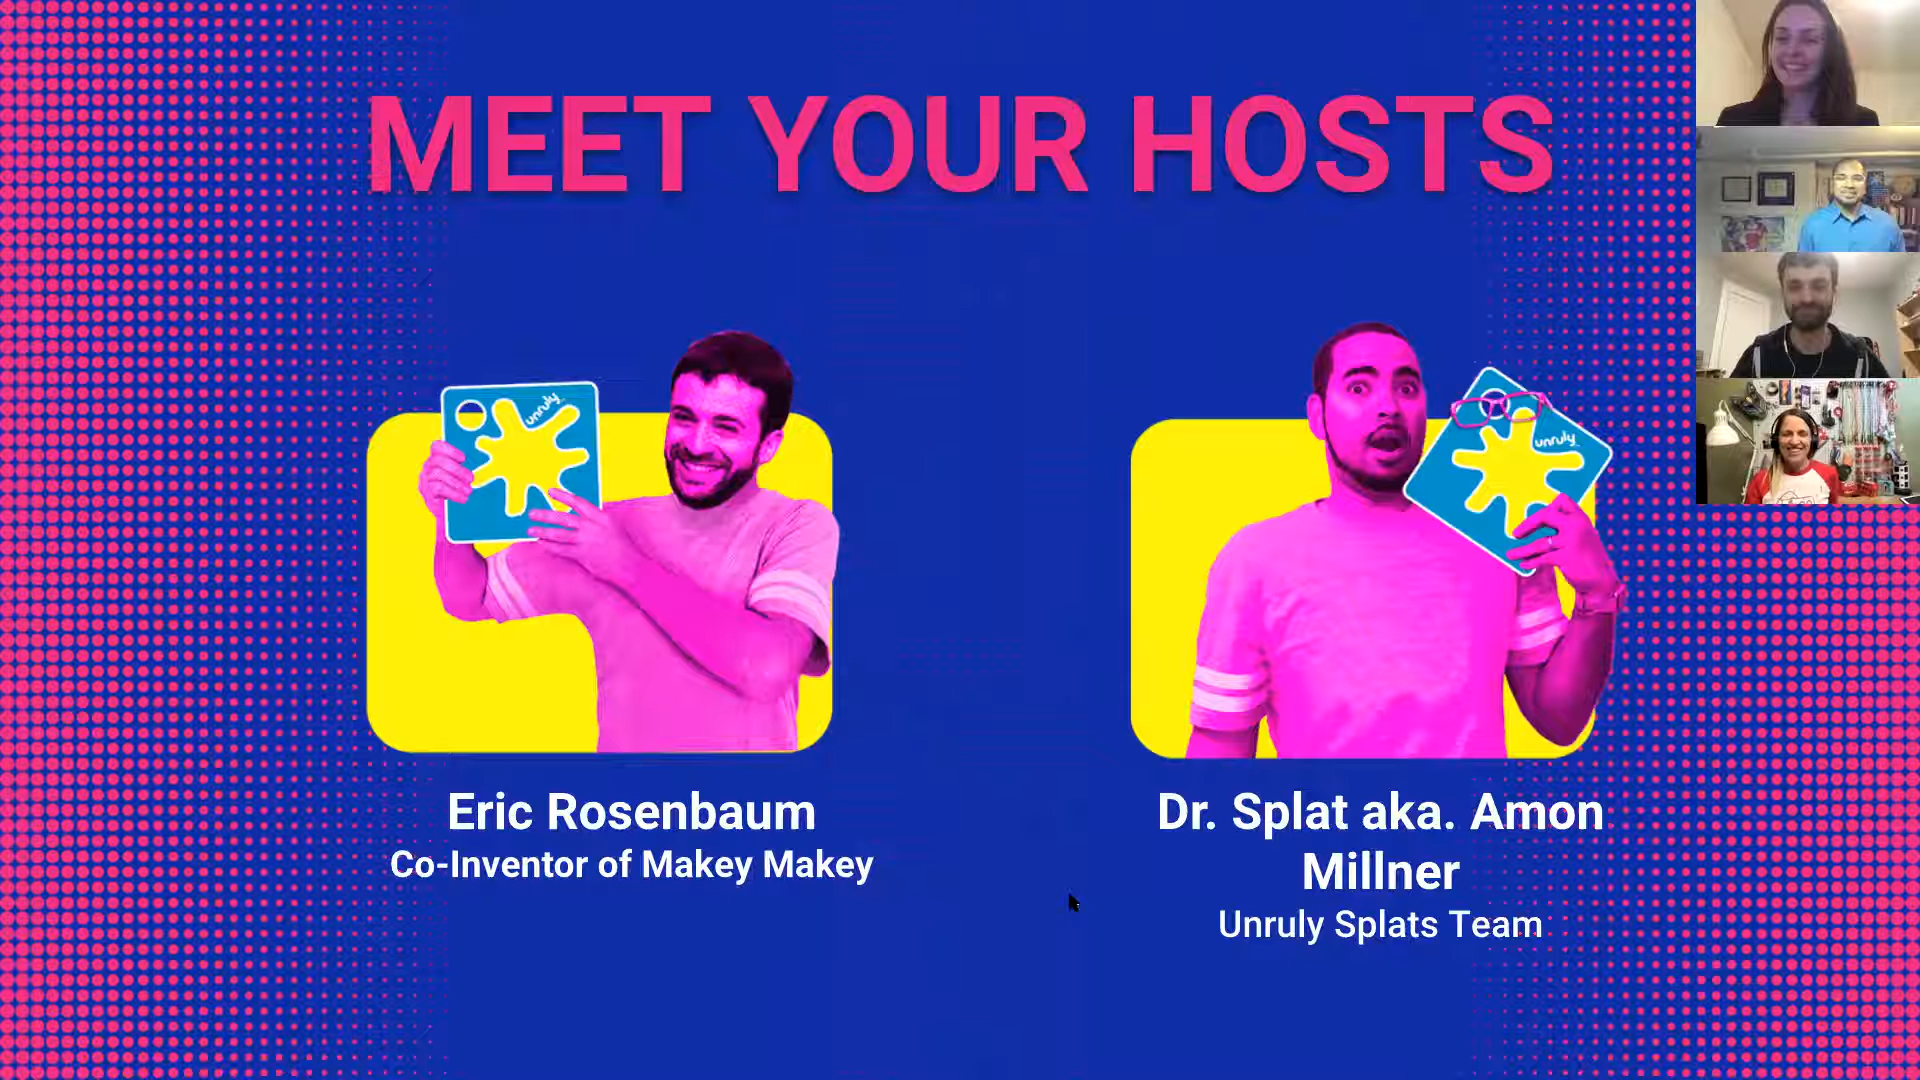 MEET YOUR HOSTS
unruly
unruly
Eric Rosenbaum
Co-Inventor of Makey Makey
Dr. Splat aka. Amon
Millner
Unruly Splats Team